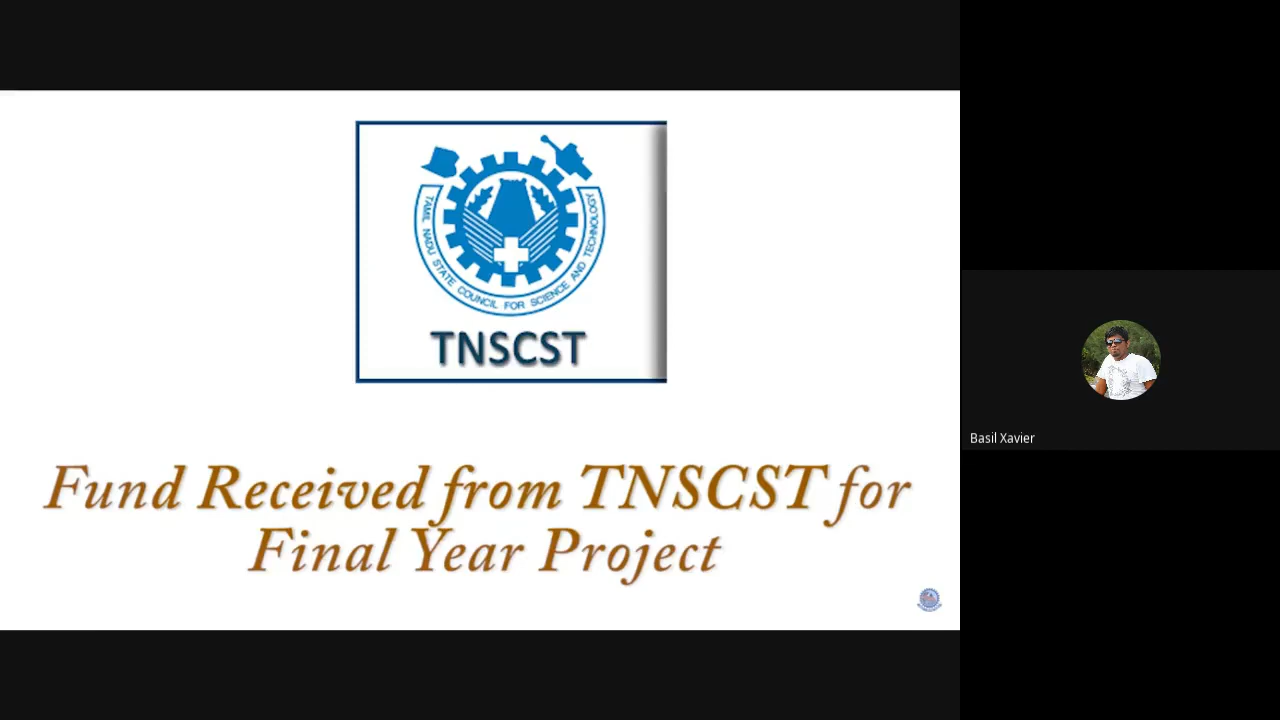 TAMIL NADU STATE COUNCIL FOR SCIENCE AND TECHNOLOGY
TNSCST
Fund Received from TNSCST for
Final Year Project
Basil Xavier